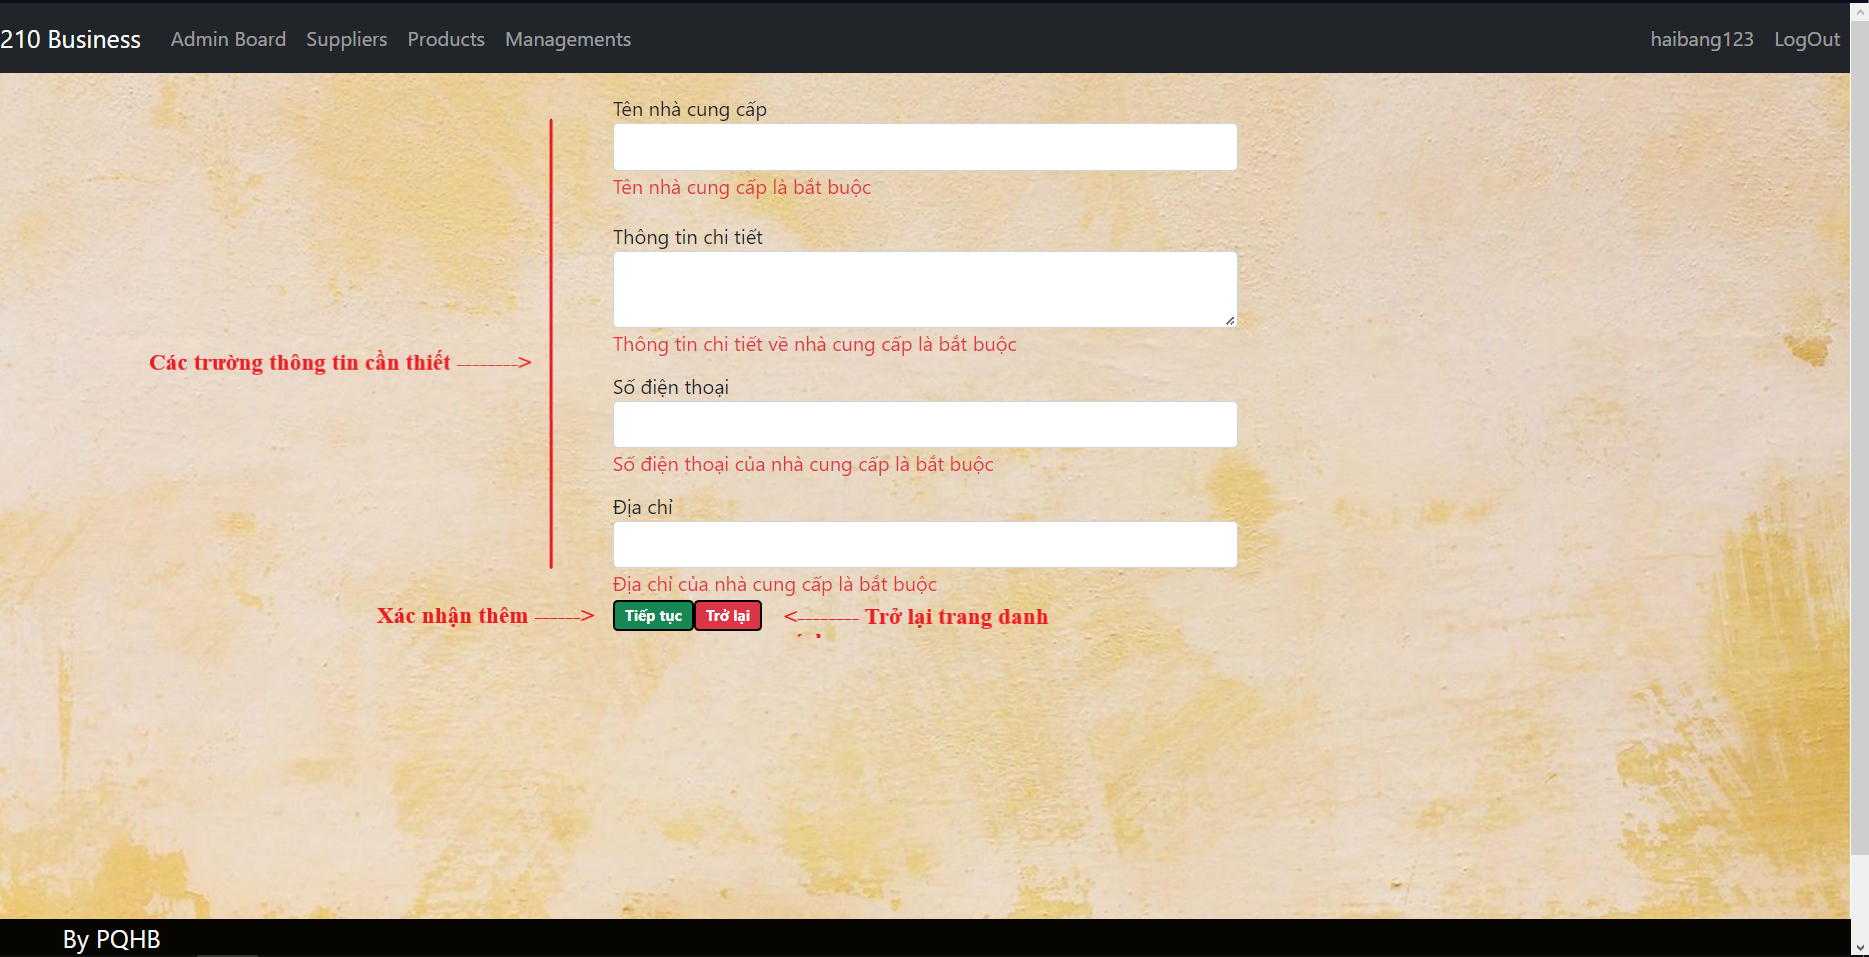 210 Business Admin Board Suppliers Products Managements haibang123 LogOut
Tên nhà cung cấp
Tên nhà cung cấp là bắt buộc
Thông tin chi tiết
Thông tin chi tiết về nhà cung cấp là bắt buộc
Các trường thông tin cần thiết -------->
Số điện thoại
Số điện thoại của nhà cung cấp là bắt buộc
Địa chỉ
Địa chỉ của nhà cung cấp là bắt buộc
Xác nhận thêm ------> Tiếp tục Trở lại <-------- Trở lại trang danh
By PQHB